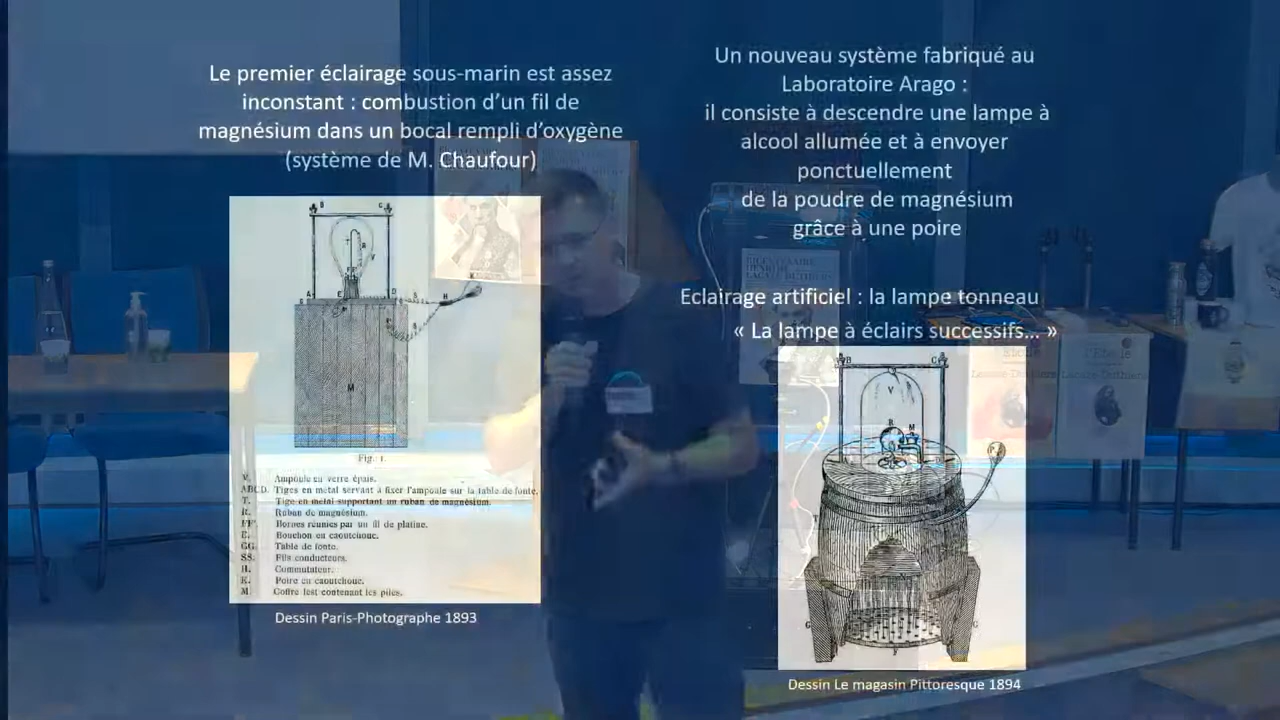 Le premier éclairage sous-marin est assez
inconstant : combustion d’un fil de
magnésium dans un bocal rempli d’oxygène
(système de M. Chaufour)
Fig. 1.
V. Ampoule en verre épais.
ABCD. Tiges en métal servant à fixer l'ampoule sur la table de fonte.
T. Tige en métal supportant un ruban de magnésium.
R. Ruban de magnésium.
FF'. Bornes réunies par un fil de platine.
E. Bouchon en caoutchouc.
GG. Table de fonte.
SS. Fils conducteurs.
H. Commutateur.
K. Poire en caoutchouc.
M. Coffre lest contenant les piles.
Dessin Paris-Photographe 1893
Un nouveau système fabriqué au
Laboratoire Arago :
il consiste à descendre une lampe à
alcool allumée et à envoyer
ponctuellement
de la poudre de magnésium
grâce à une poire
Eclairage artificiel : la lampe tonneau
« La lampe à éclairs successifs... »
Dessin Le magasin Pittoresque 1894